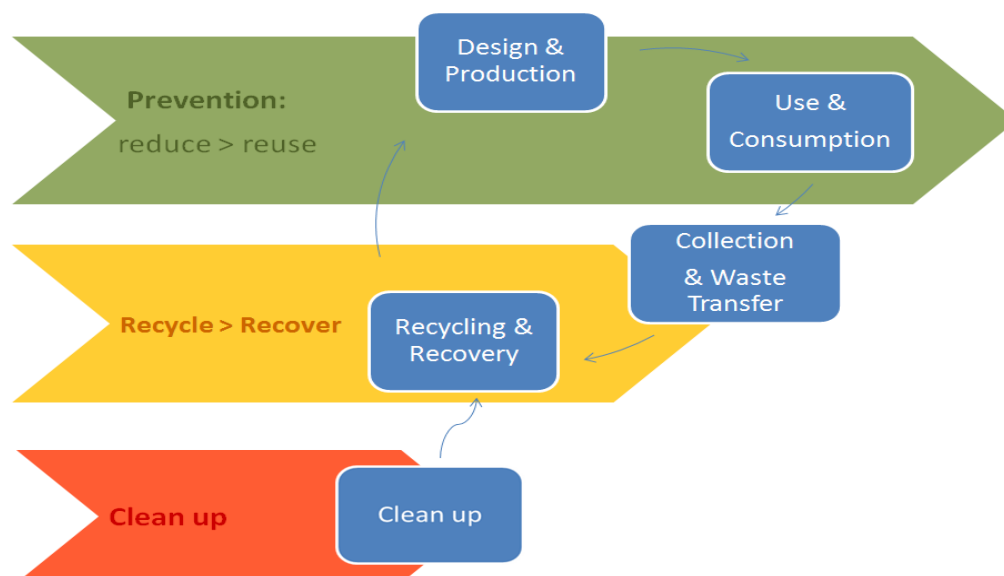 Design &
Production
Prevention:
reduce > reuse
Use &
Consumption
Collection
& Waste
Transfer
Recycle > Recover
Recycling &
Recovery
Clean up
Clean up